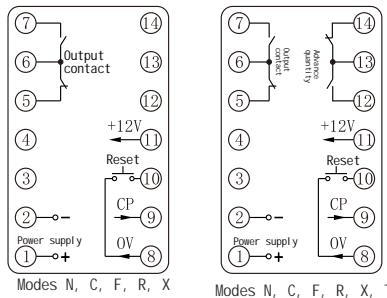 7
14
Output
contact
6
13
5
12
+12V
4
11
Reset
3
10
CP
2
9
Power supply
0V
1
8
Modes N, C, F, R, X
7
14
Output
contact
Advance
quantity
6
13
5
12
+12V
4
11
Reset
3
10
CP
2
9
Power supply
0V
1
8
Modes N, C, F, R, X,